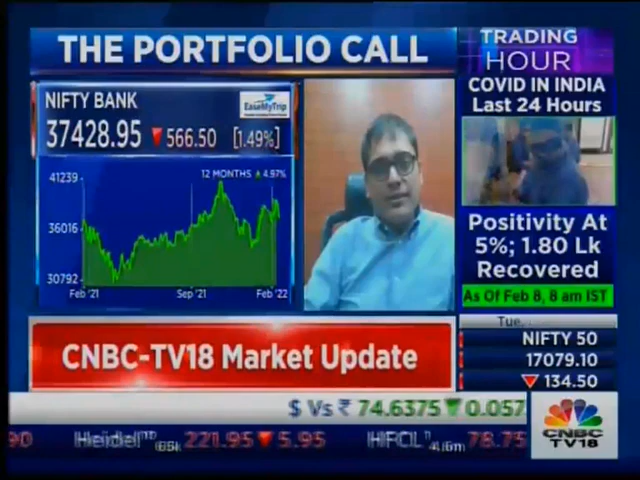 THE PORTFOLIO CALL
TRADING
HOUR
COVID IN INDIA
Last 24 Hours
Positivity At
5%; 1.80 Lk
Recovered
As Of Feb 8, 8 am IST
NIFTY BANK
EaseMyTrip
37428.95 ▼ 566.50 [1.49%]
12 MONTHS ▲ 4.97%
41239
36016
30792
Feb '21 Sep '21 Feb '22
CNBC-TV18 Market Update
Tue,
NIFTY 50
17079.10
▼ 134.50
$ Vs ₹ 74.6375 ▼ 0.057
221.95 ▼ 5.95 78.75
CNBC
TV18